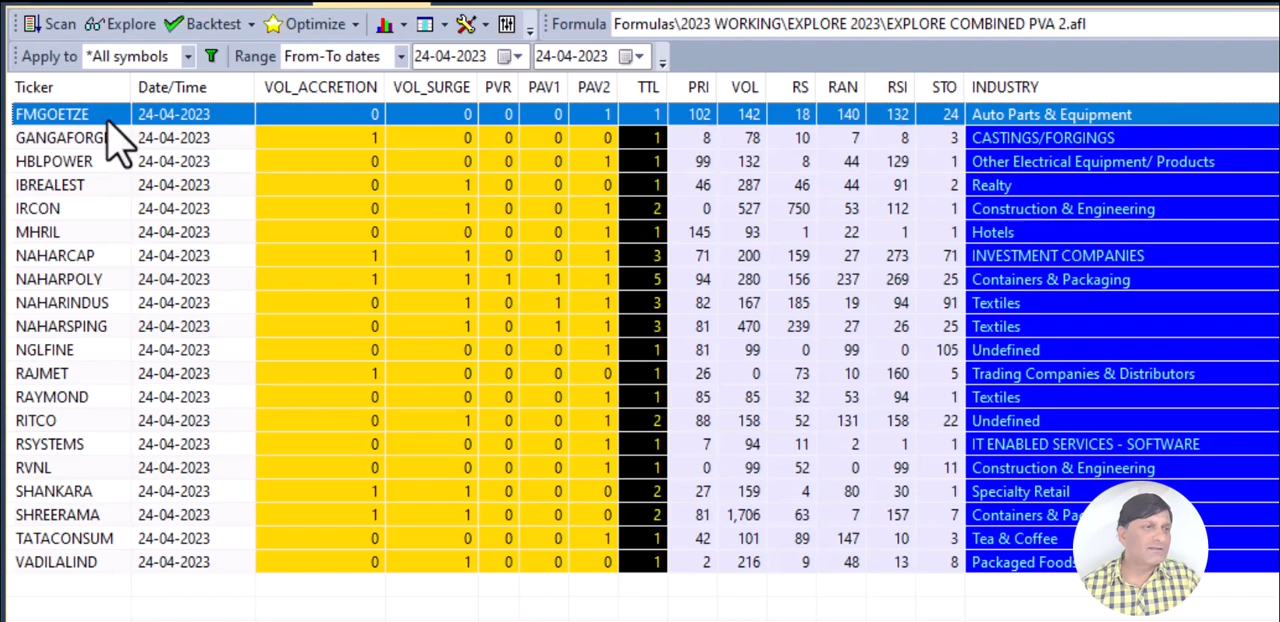 Scan Explore Backtest Optimize Formula Formulas\2023 WORKING\EXPLORE 2023\EXPLORE COMBINED PVA 2.afl
Apply to *All symbols Range From-To dates 24-04-2023 24-04-2023
Ticker Date/Time VOL_ACCRETION VOL_SURGE PVR PAV1 PAV2 TTL PRI VOL RS RAN RSI STO INDUSTRY
FMGOETZE 24-04-2023 0 0 0 0 1 1 102 142 18 140 132 24 Auto Parts & Equipment
GANGAFORGE 24-04-2023 1 0 0 0 0 1 8 78 10 7 8 3 CASTINGS/FORGINGS
HBLPOWER 24-04-2023 0 0 0 0 1 1 99 132 8 44 129 1 Other Electrical Equipment/ Products
IBREALEST 24-04-2023 0 1 0 0 0 1 46 287 46 44 91 2 Realty
IRCON 24-04-2023 0 1 0 0 1 2 0 527 750 53 112 1 Construction & Engineering
MHRIL 24-04-2023 0 0 0 0 1 1 145 93 1 22 1 1 Hotels
NAHARCAP 24-04-2023 1 1 0 0 1 3 71 200 159 27 273 71 INVESTMENT COMPANIES
NAHARPOLY 24-04-2023 1 1 1 1 1 5 94 280 156 237 269 25 Containers & Packaging
NAHARINDUS 24-04-2023 1 1 0 0 1 3 82 167 185 19 94 91 Textiles
NAHARSPING 24-04-2023 0 1 0 1 1 3 81 470 239 27 26 25 Textiles
NGLFINE 24-04-2023 0 0 0 0 1 1 81 99 0 99 0 105 Undefined
RAJMET 24-04-2023 1 0 0 0 0 1 26 0 73 10 160 5 Trading Companies & Distributors
RAYMOND 24-04-2023 0 0 0 0 1 1 85 85 32 53 94 1 Textiles
RITCO 24-04-2023 0 1 0 0 1 2 88 158 52 131 158 22 Undefined
RSYSTEMS 24-04-2023 0 0 0 0 1 1 7 94 11 2 1 1 IT ENABLED SERVICES - SOFTWARE
RVNL 24-04-2023 0 0 0 0 1 1 0 99 52 0 99 11 Construction & Engineering
SHANKARA 24-04-2023 1 1 0 0 0 2 27 159 4 80 30 1 Specialty Retail
SHREERAMA 24-04-2023 1 1 0 0 0 2 81 1,706 63 7 157 7 Containers & Pac
TATACONSUM 24-04-2023 0 0 0 0 1 1 42 101 89 147 10 3 Tea & Coffee
VADILALIND 24-04-2023 0 1 0 0 0 1 2 216 9 48 13 8 Packaged Foods